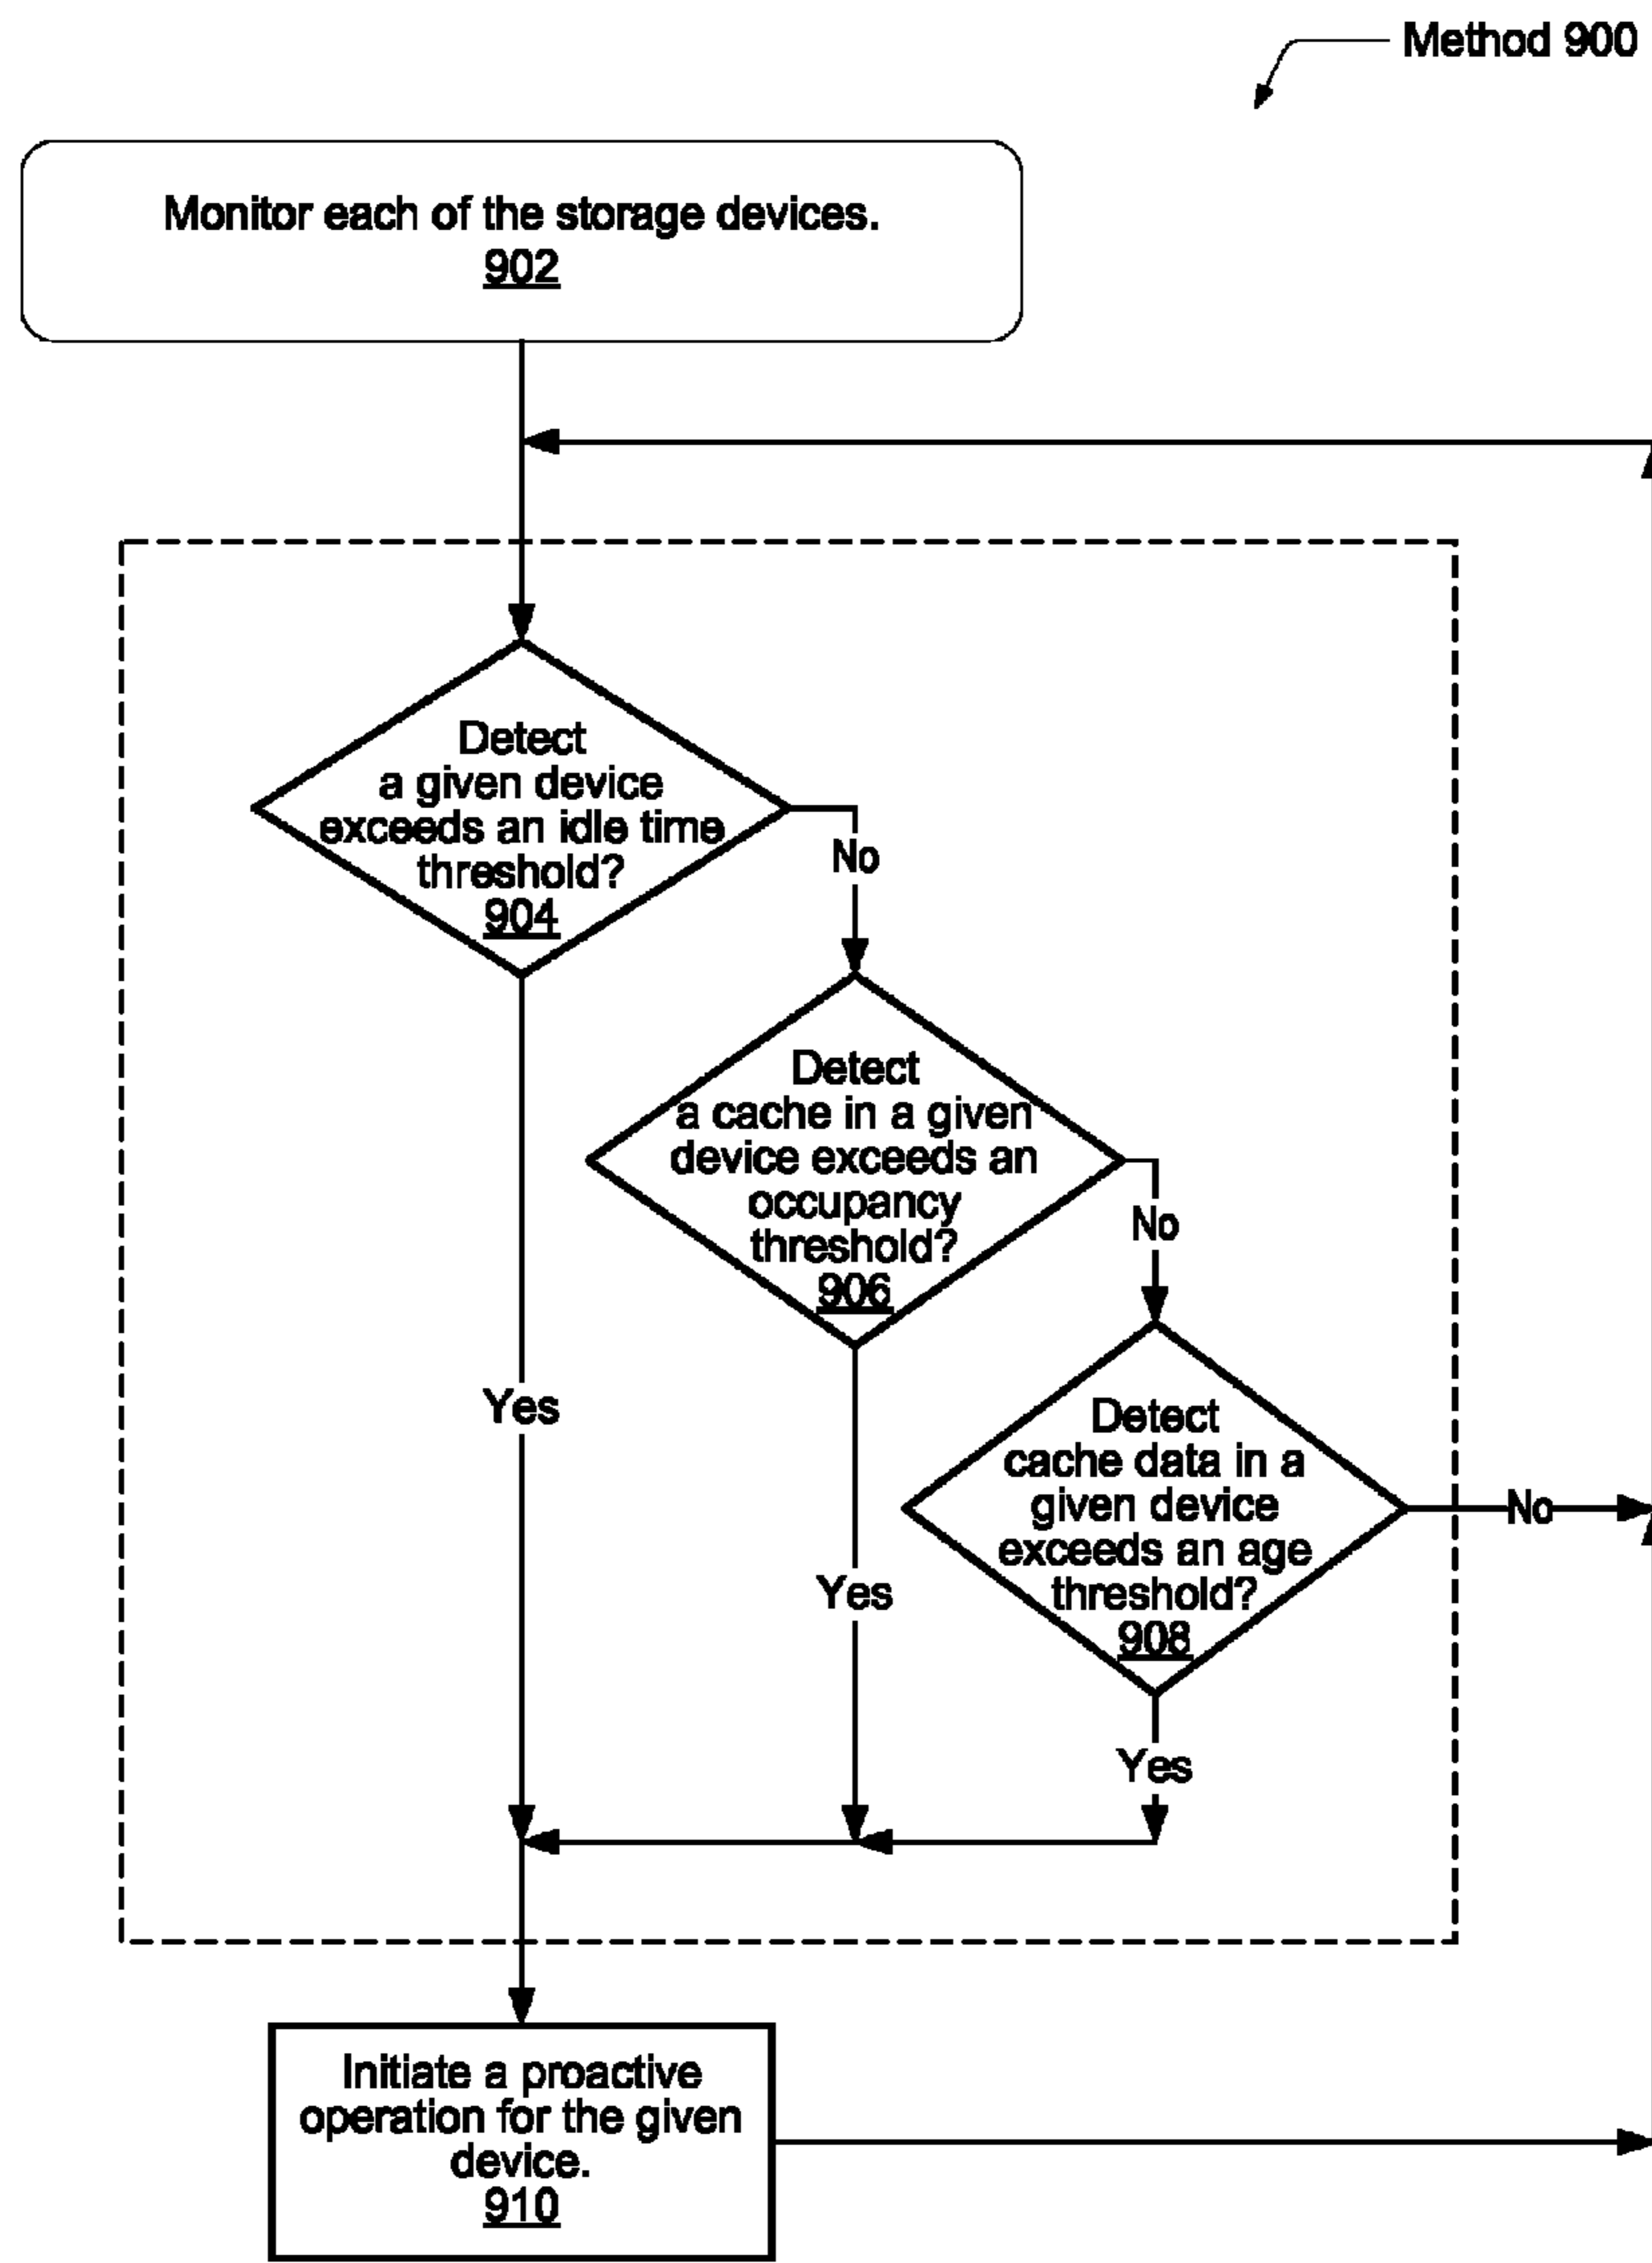 Method 900
Monitor each of the storage devices.
902
Detect
a given device
exceeds an idle time
threshold?
904
No
Detect
a cache in a given
device exceeds an
occupancy
threshold?
906
No
Detect
cache data in a
given device
exceeds an age
threshold?
908
No
Yes
Yes
Yes
Initiate a proactive
operation for the given
device.
910